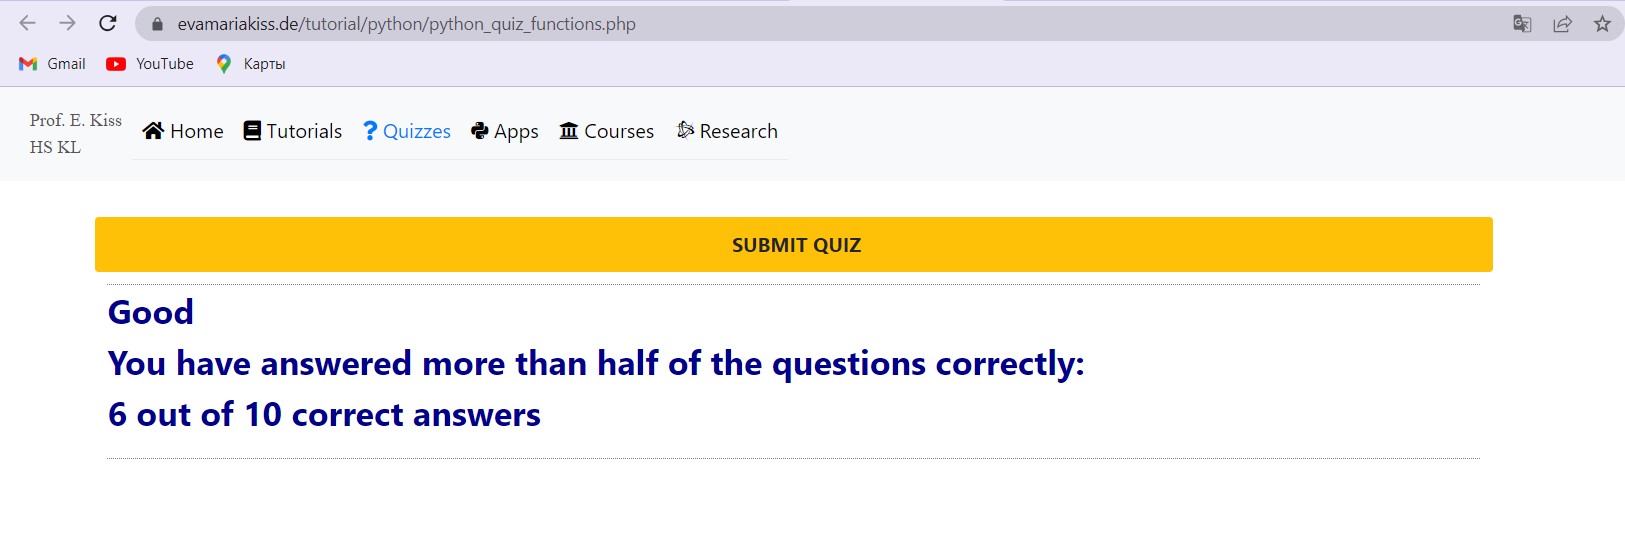 evamariakiss.de/tutorial/python/python_quiz_functions.php
Gmail YouTube Карты
Prof. E. Kiss
HS KL
Home Tutorials Quizzes Apps Courses Research
SUBMIT QUIZ
Good
You have answered more than half of the questions correctly:
6 out of 10 correct answers